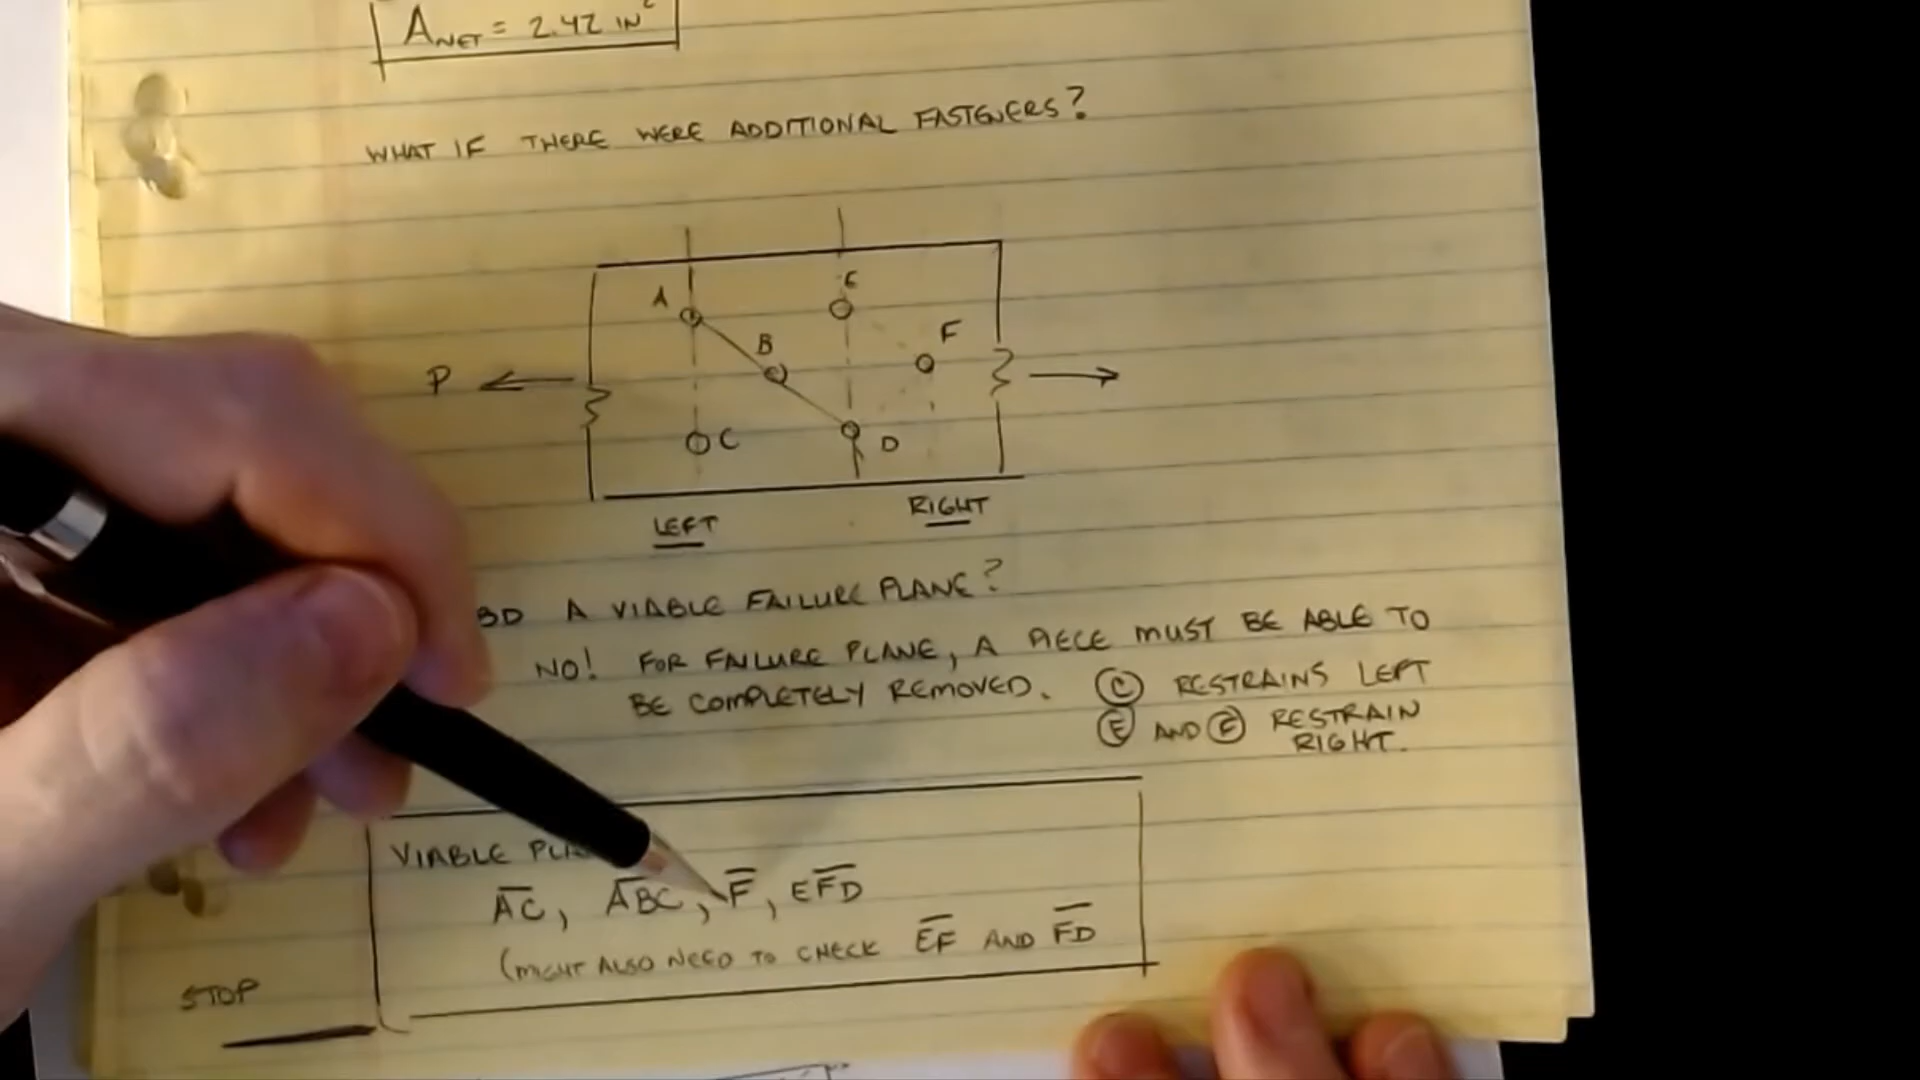 ANET = 2.42 IN²
WHAT IF THERE WERE ADDITIONAL FASTENERS?
A
E
B
F
P
C
D
LEFT
RIGHT
BD A VIABLE FAILURE PLANE?
NO! FOR FAILURE PLANE, A PIECE MUST BE ABLE TO
BE COMPLETELY REMOVED. C RESTRAINS LEFT
E AND F RESTRAIN
RIGHT.
VIABLE
AC, ABC, F, EFD
(MIGHT ALSO NEED TO CHECK EF AND FD
STOP